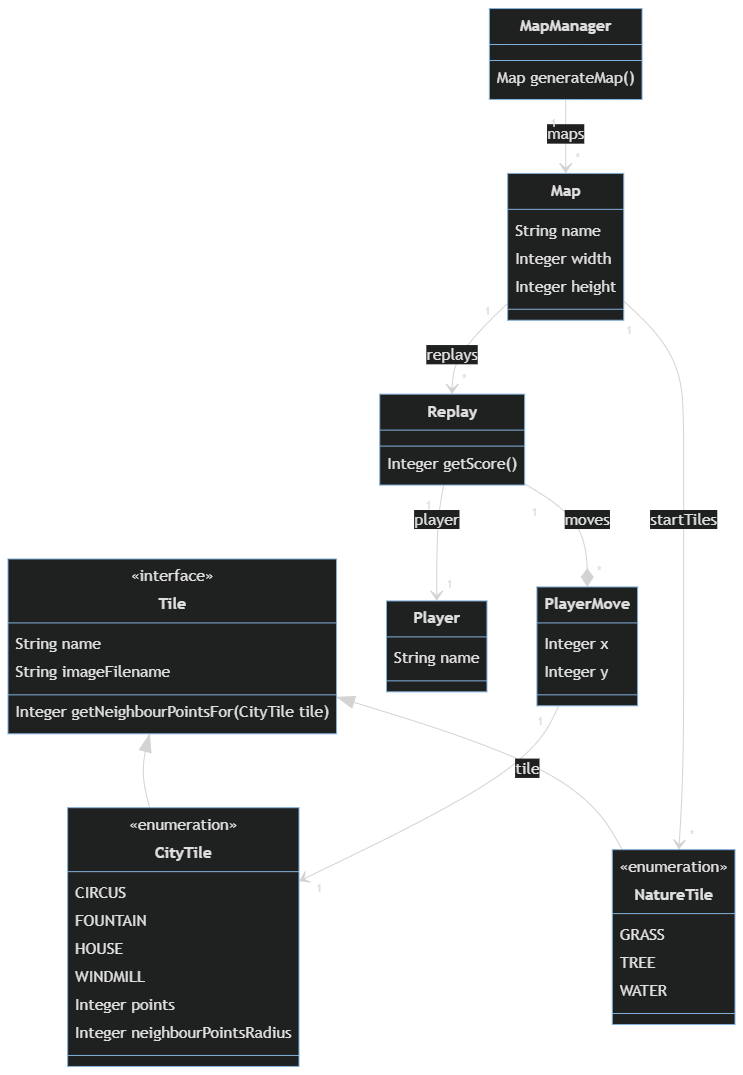 MapManager
Map generateMap()
1
maps
*
Map
String name
Integer width
Integer height
1
1
replays
*
Replay
Integer getScore()
1
player
1
moves
startTiles
*
1
«interface»
Tile
String name
String imageFilename
Integer getNeighbourPointsFor(CityTile tile)
Player
String name
PlayerMove
Integer x
Integer y
1
tile
*
«enumeration»
CityTile
CIRCUS
FOUNTAIN
HOUSE
WINDMILL
Integer points
Integer neighbourPointsRadius
1
«enumeration»
NatureTile
GRASS
TREE
WATER